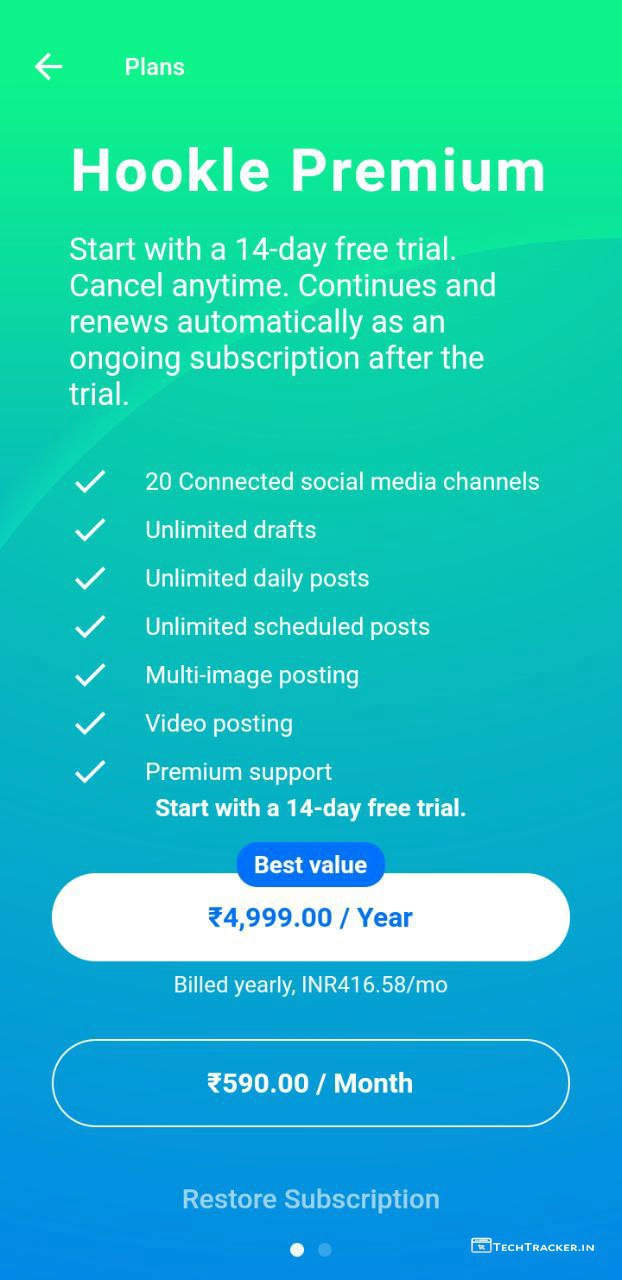 Plans
Hookle Premium
Start with a 14-day free trial.
Cancel anytime. Continues and
renews automatically as an
ongoing subscription after the
trial.
20 Connected social media channels
Unlimited drafts
Unlimited daily posts
Unlimited scheduled posts
Multi-image posting
Video posting
Premium support
Start with a 14-day free trial.
Best value
₹4,999.00 / Year
Billed yearly, INR416.58/mo
₹590.00 / Month
Restore Subscription
TECHTRACKER.IN